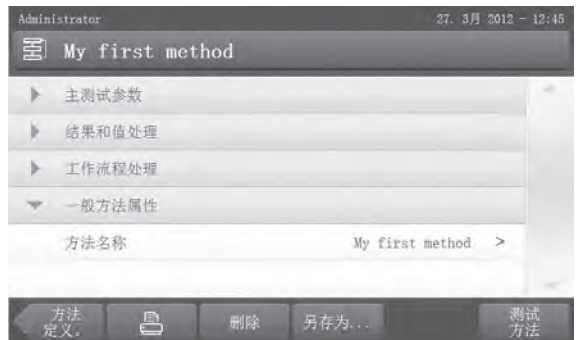 Administrator 27. 3月 2012 - 12:45
My first method
主测试参数
结果和值处理
工作流程处理
一般方法属性
方法名称 My first method >
方法定义。 删除 另存为... 测试方法